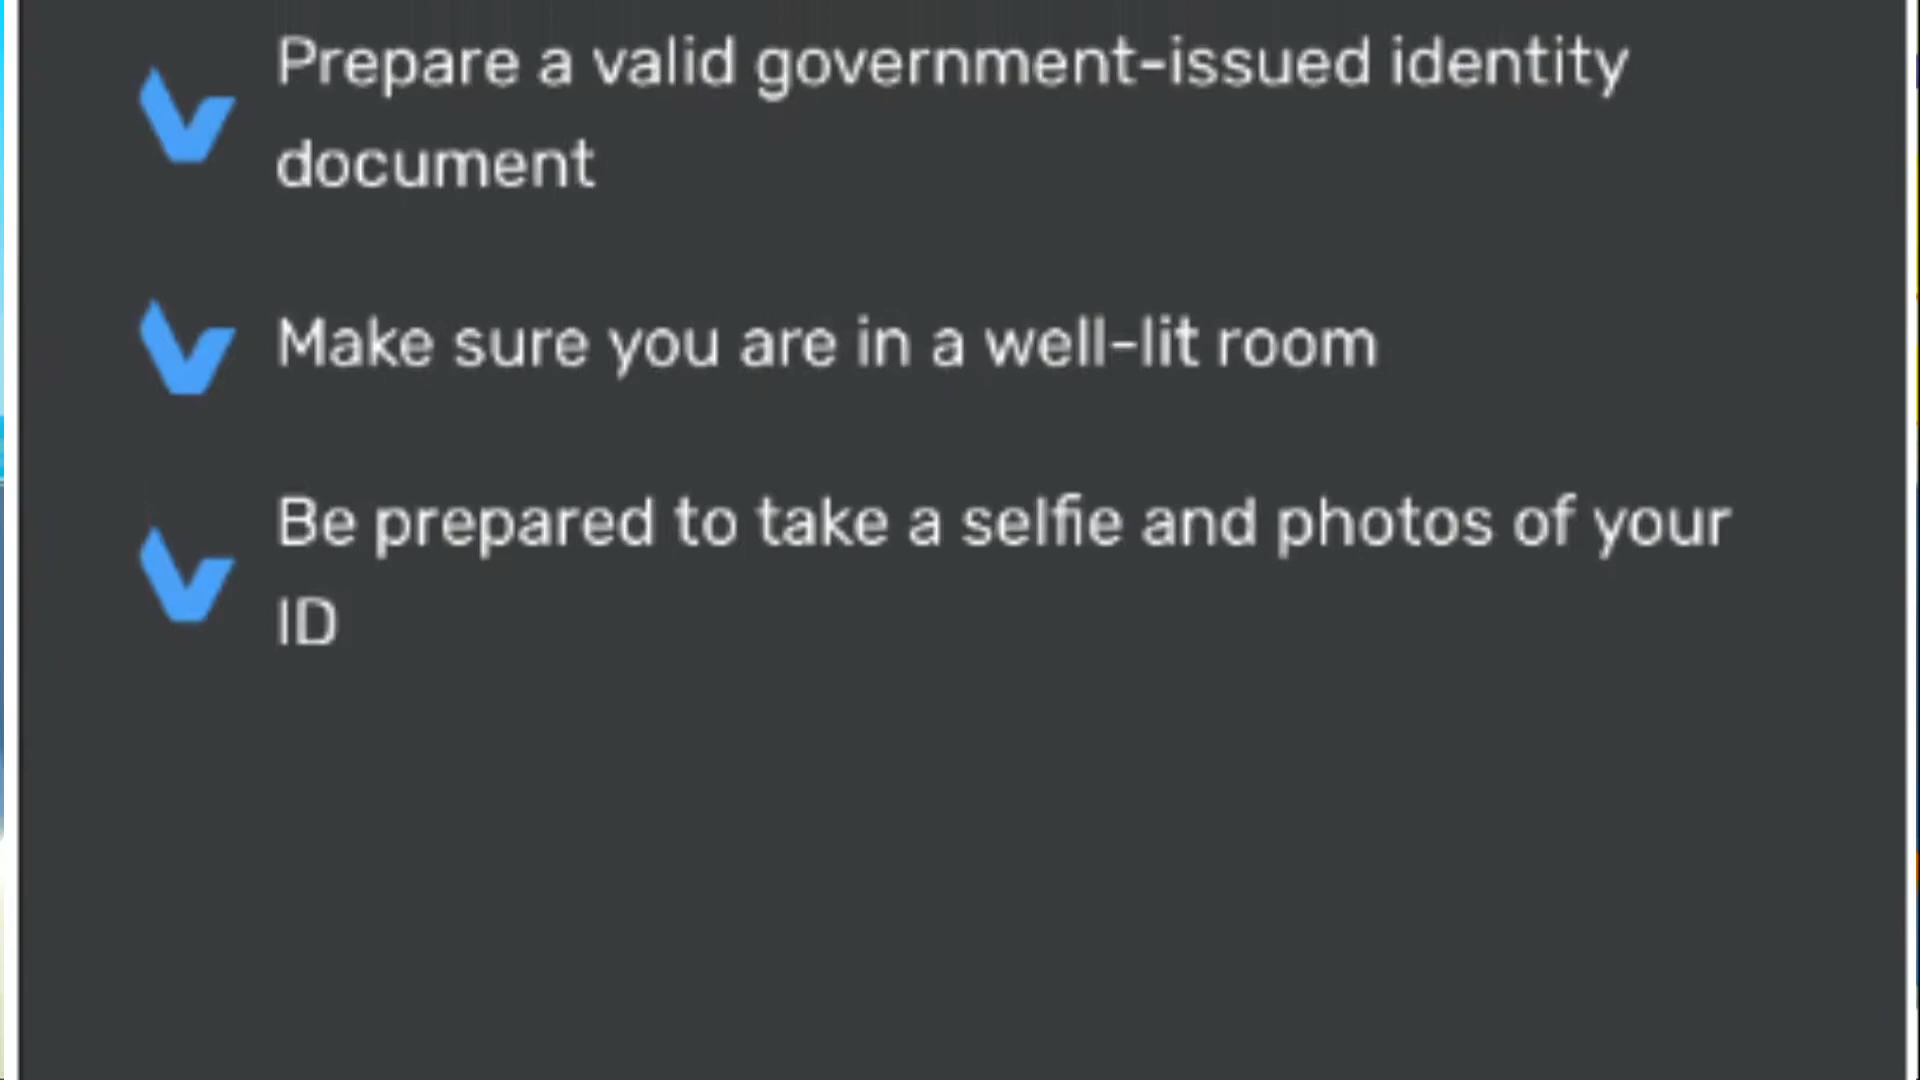 Prepare a valid government-issued identity
document
Make sure you are in a well-lit room
Be prepared to take a selfie and photos of your
ID